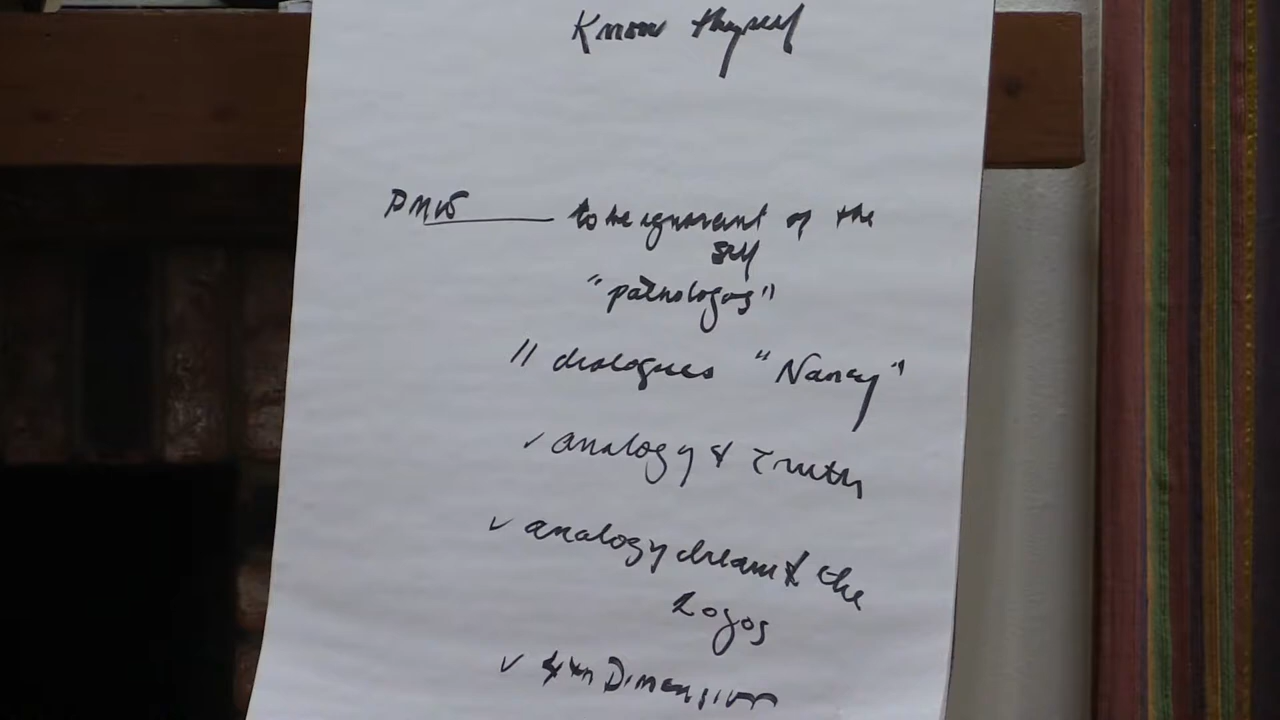 Know thyself
PMW to be ignorant of the
self
"pathologos"
11 dialogues "Nancy"
✓ analogy & Truth
✓ analogy dream & the
Logos
✓ 4th Dimension